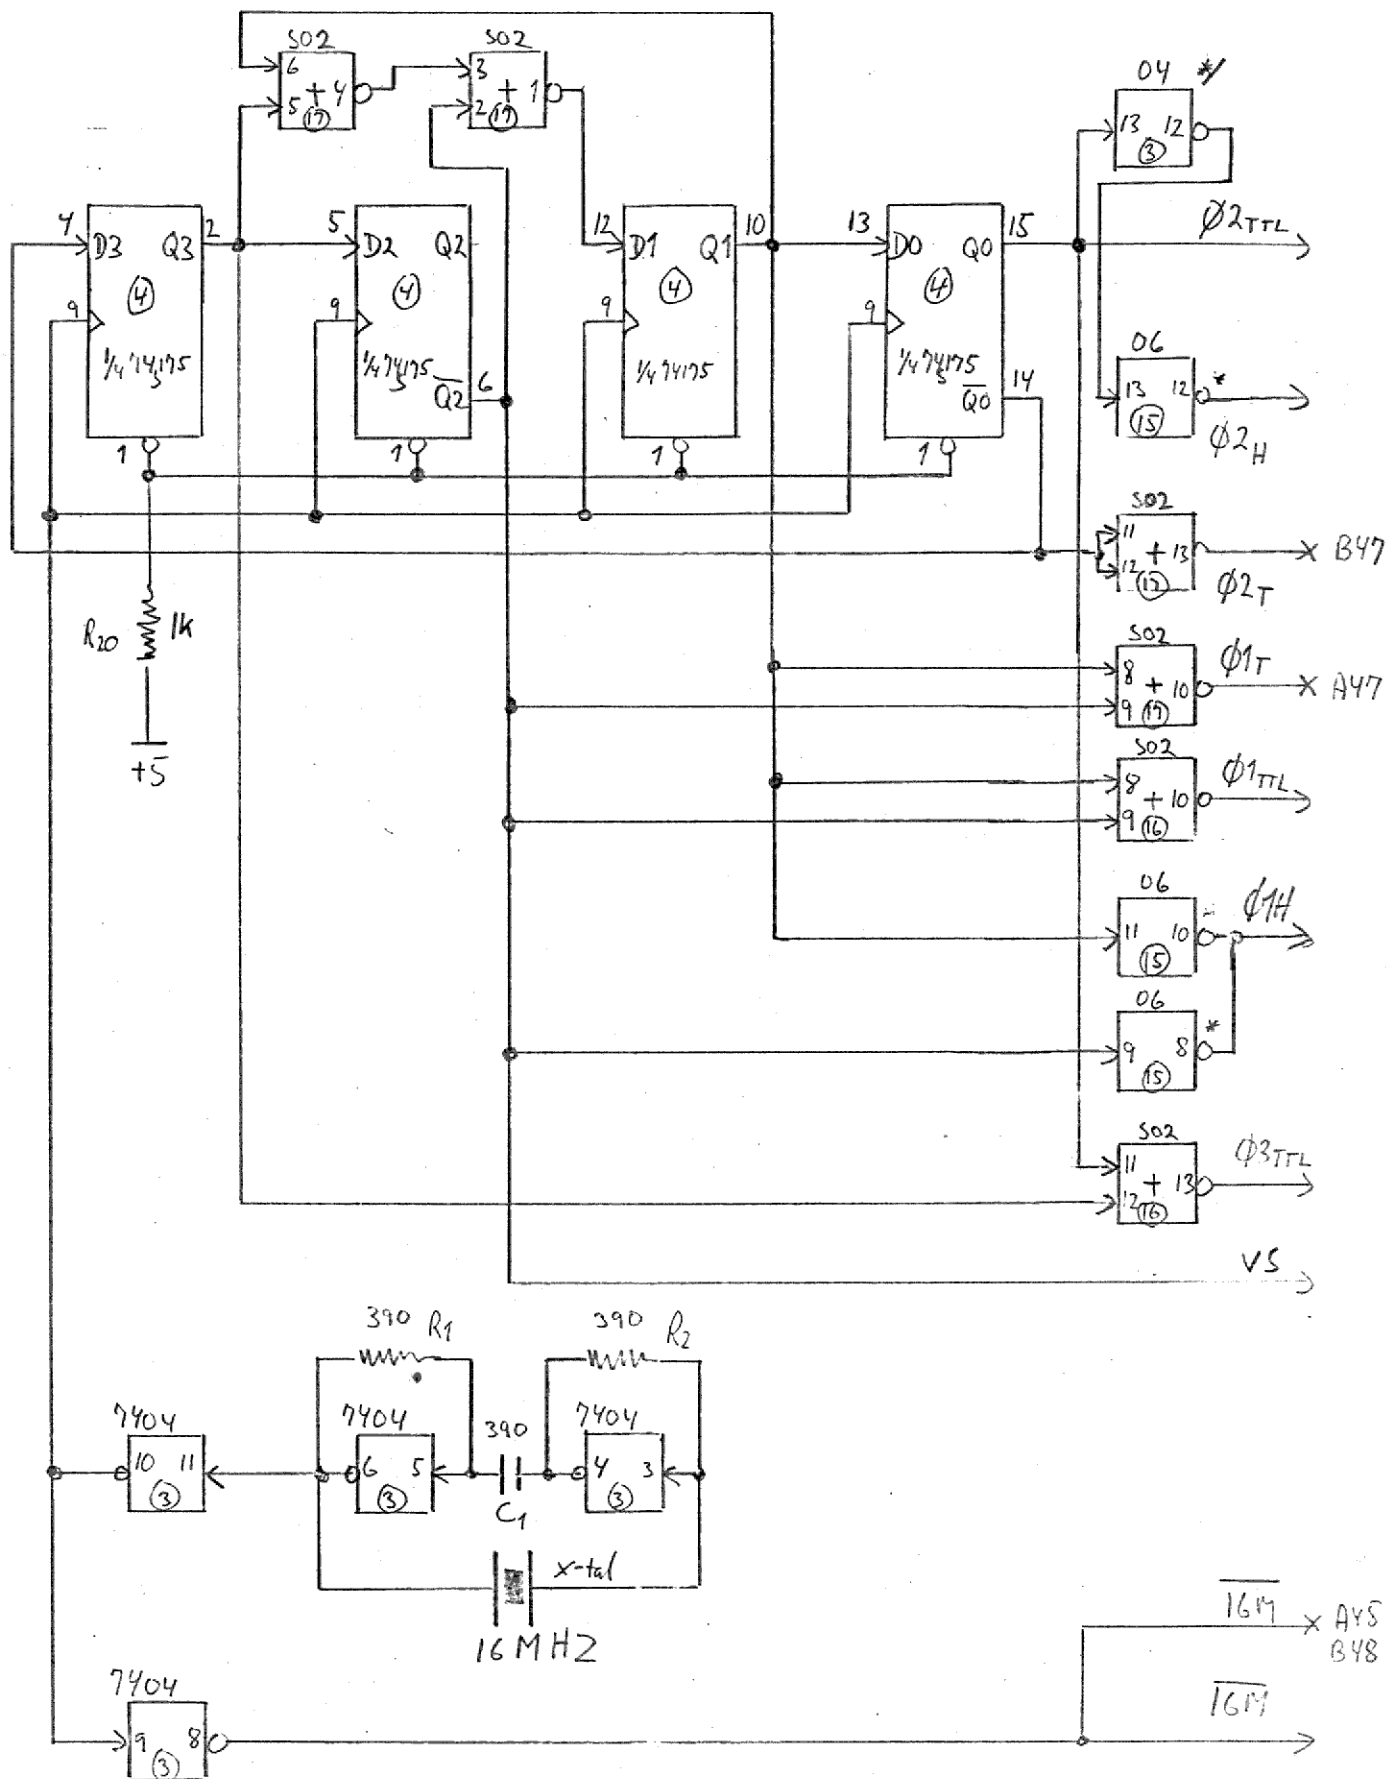 S02 S02
6 3 04 */
+ 4 + 1
5 17 2 17 13 12
3
4 2 5 12 10 13 15 Ø2TTL
D3 Q3 D2 Q2 D1 Q1 D0 Q0
4 4 4 4
9 9 9 9
1/4 74S175 1/4 74S175 1/4 74175 1/4 74S175
06
Q2 6 Q0 14 13 12 *
15
1 1 1 1 Ø2H
S02
11
+ 13 B47
12 17
Ø2T
R20 1k
S02 Ø1T
8
+ 10 A47
9 17
+5
S02 Ø1TTL
8
+ 10
9 16
06 Ø1H
11 10
15
06
*
9 8
15
S02
11 Ø3TTL
+ 13
12 16
VS
390 R1 390 R2
7404 7404 390 7404
10 11 6 5 4 3
3 3 3
C1
x-tal
16MHZ
16M A45
B48
7404
16M
9 8
3